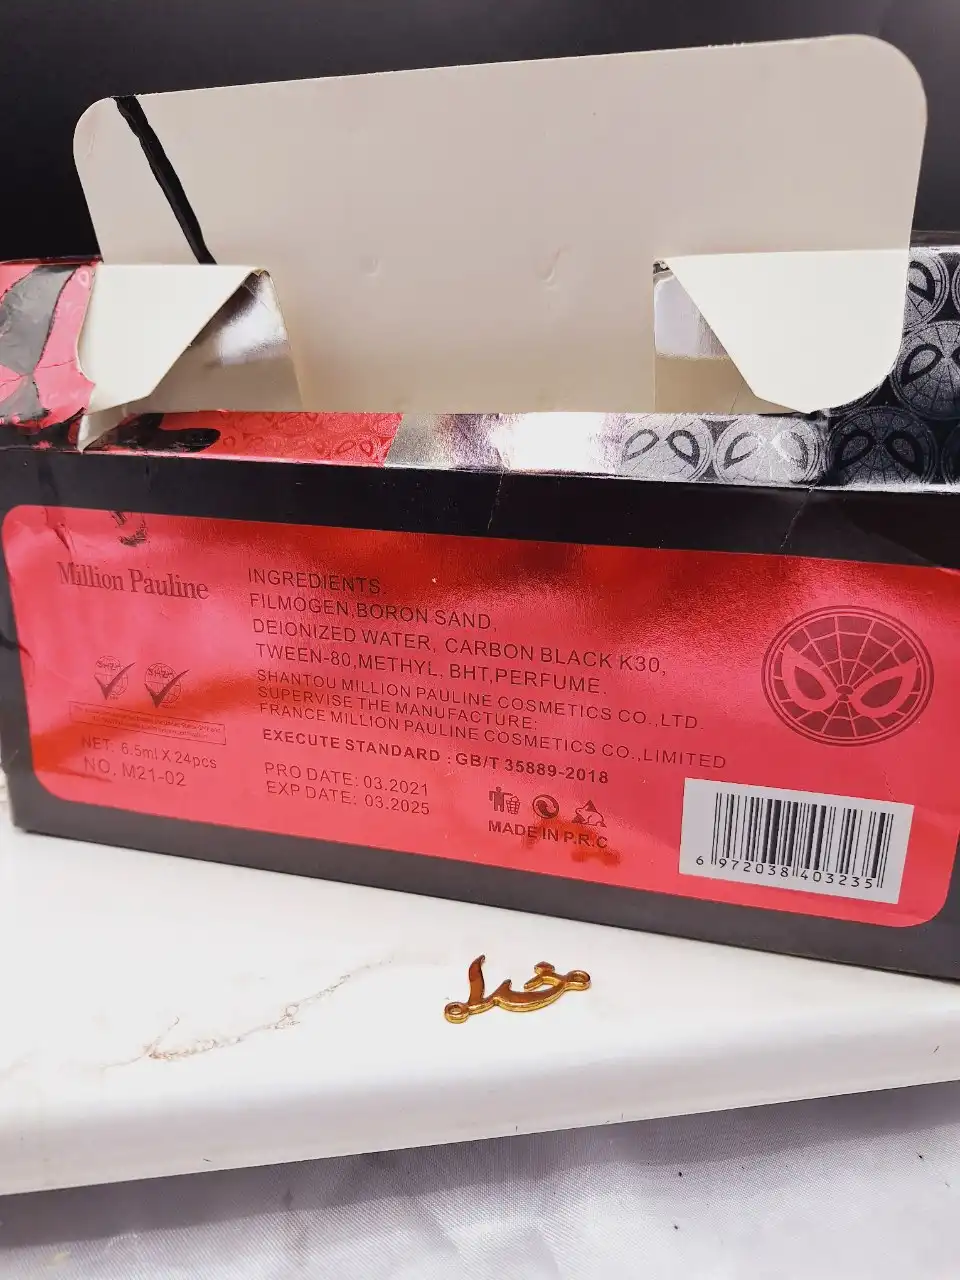 Million Pauline
INGREDIENTS.
FILMOGEN,BORON SAND,
DEIONIZED WATER, CARBON BLACK K30,
TWEEN-80,METHYL. BHT,PERFUME.
SHANTOU MILLION PAULINE COSMETICS CO.,LTD.
SUPERVISE THE MANUFACTURE:
FRANCE MILLION PAULINE COSMETICS CO.,LIMITED
EXECUTE STANDARD : GB/T 35889-2018
NET: 6.5ml X 24pcs
NO. M21-02
PRO DATE: 03.2021
EXP DATE: 03.2025
MADE IN P.R.C
6 972038 403235
خدا